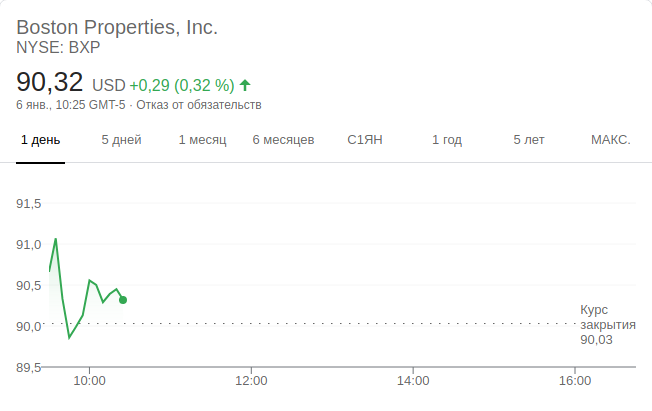 Boston Properties, Inc.
NYSE: BXP
90,32 USD +0,29 (0,32 %)
6 янв., 10:25 GMT-5 · Отказ от обязательств
1 день 5 дней 1 месяц 6 месяцев С1ЯН 1 год 5 лет МАКС.
91,5
91,0
90,5
90,0
89,5
Курс
закрытия
90,03
10:00 12:00 14:00 16:00